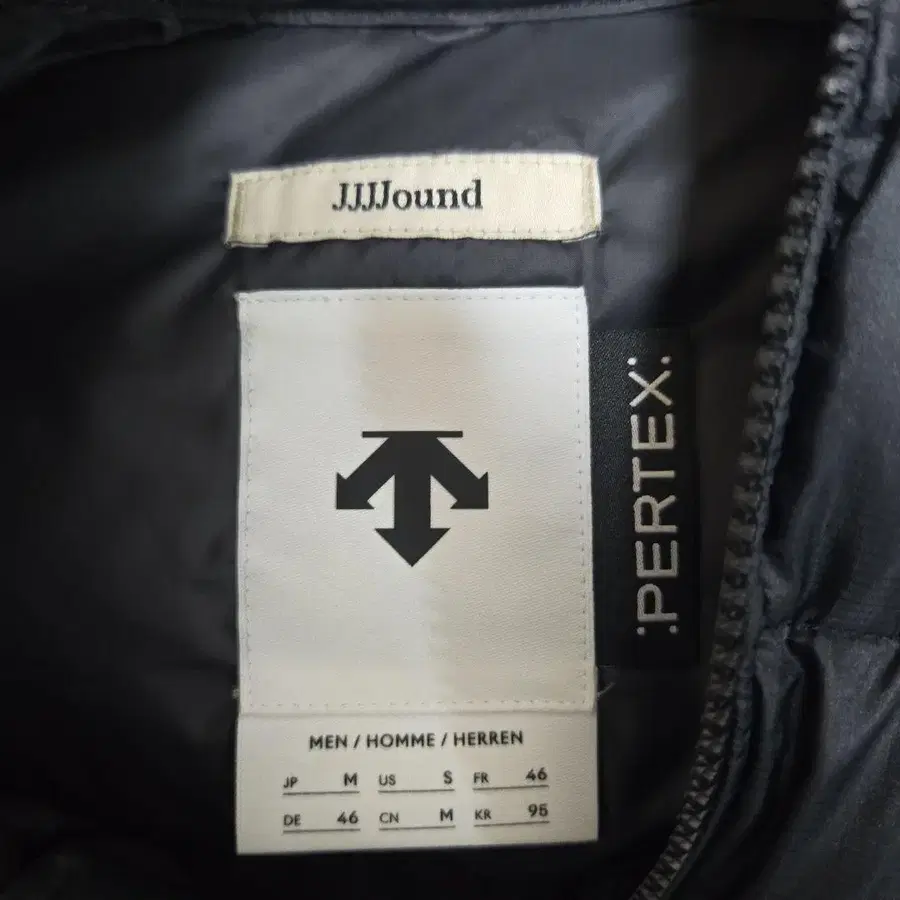 JJJJound
:PERTEX:
MEN / HOMME / HERREN
JP M US S FR 46
DE 46 CN M KR 95